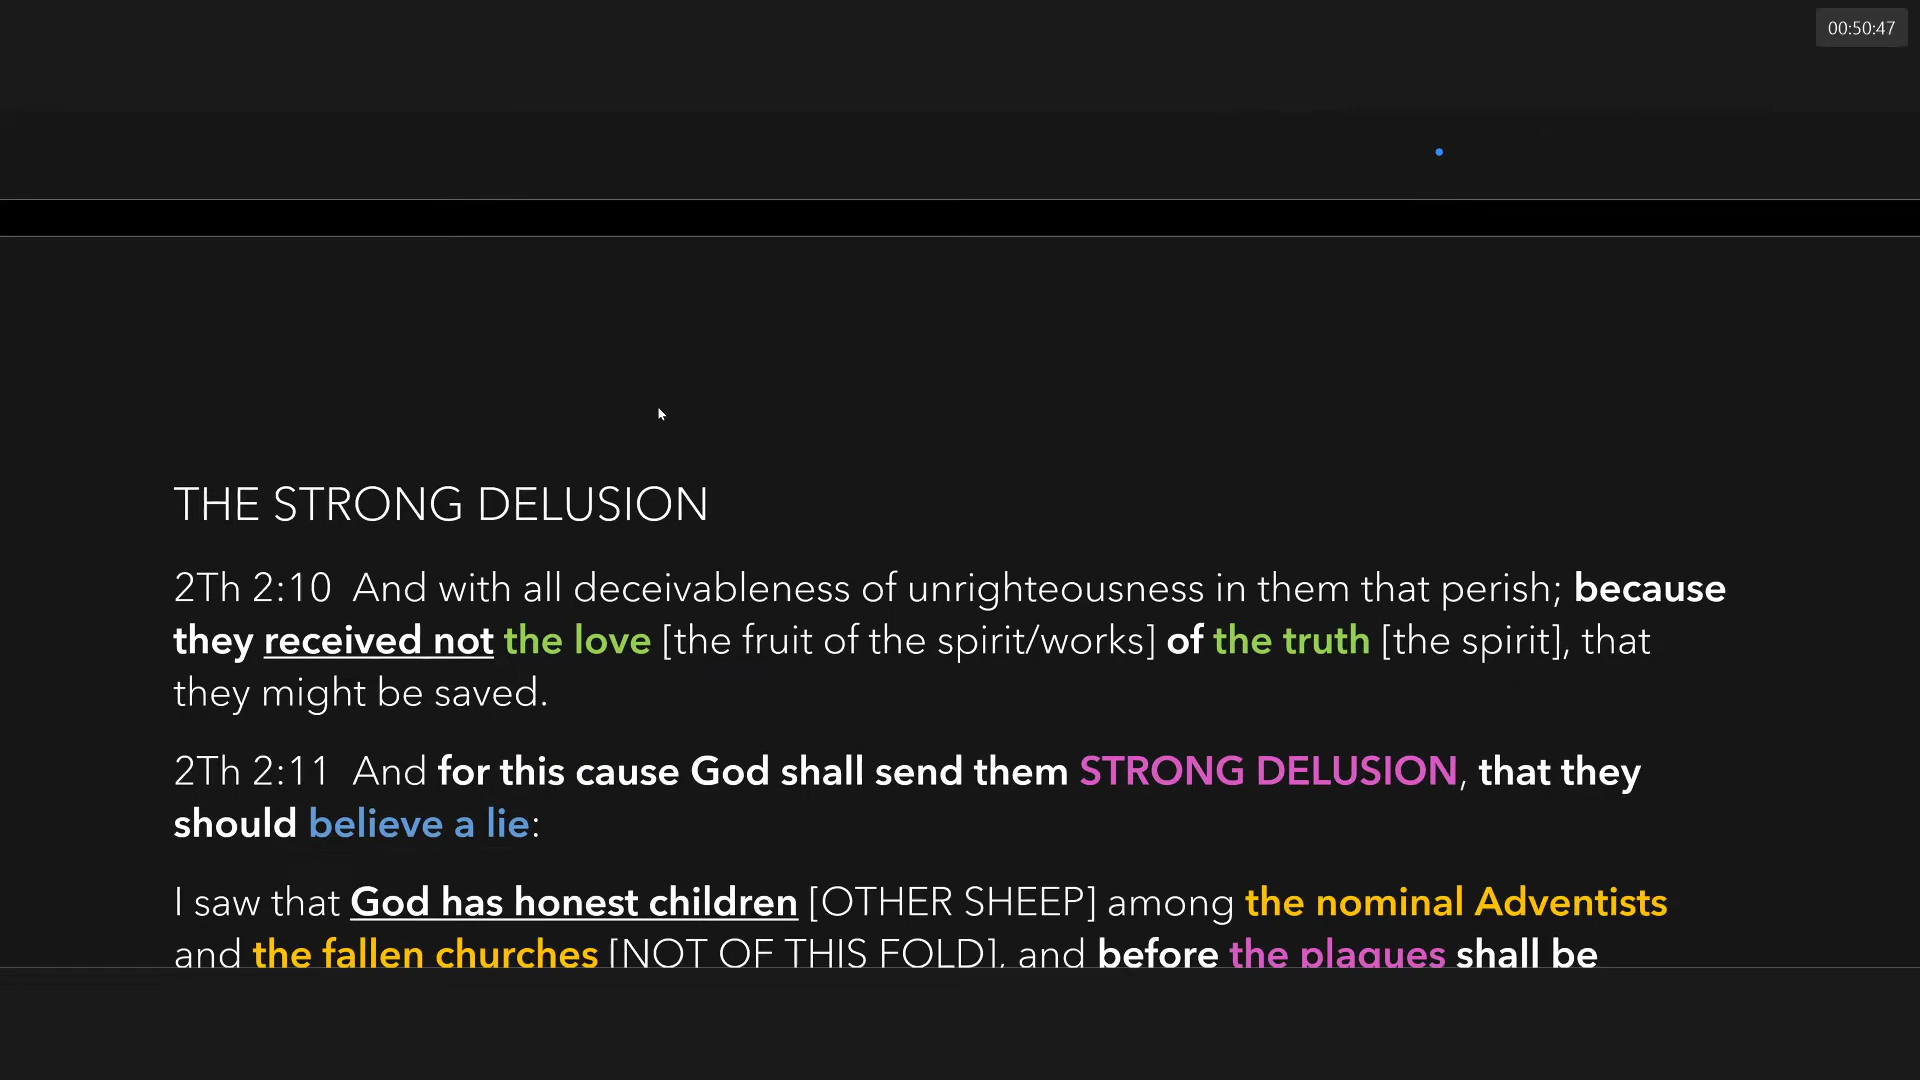 00:50:47
THE STRONG DELUSION
2Th 2:10 And with all deceivableness of unrighteousness in them that perish; because
they received not the love [the fruit of the spirit/works] of the truth [the spirit], that
they might be saved.
2Th 2:11 And for this cause God shall send them STRONG DELUSION, that they
should believe a lie:
I saw that God has honest children [OTHER SHEEP] among the nominal Adventists
and the fallen churches [NOT OF THIS FOLD], and before the plagues shall be